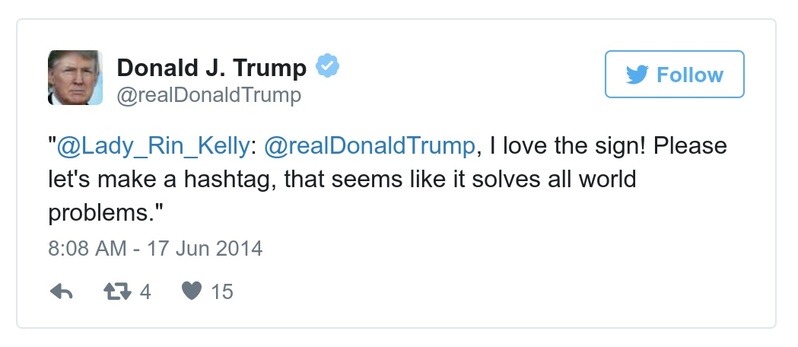 Donald J. Trump
@realDonaldTrump
Follow
"@Lady_Rin_Kelly: @realDonaldTrump, I love the sign! Please
let's make a hashtag, that seems like it solves all world
problems."
8:08 AM - 17 Jun 2014
4 15